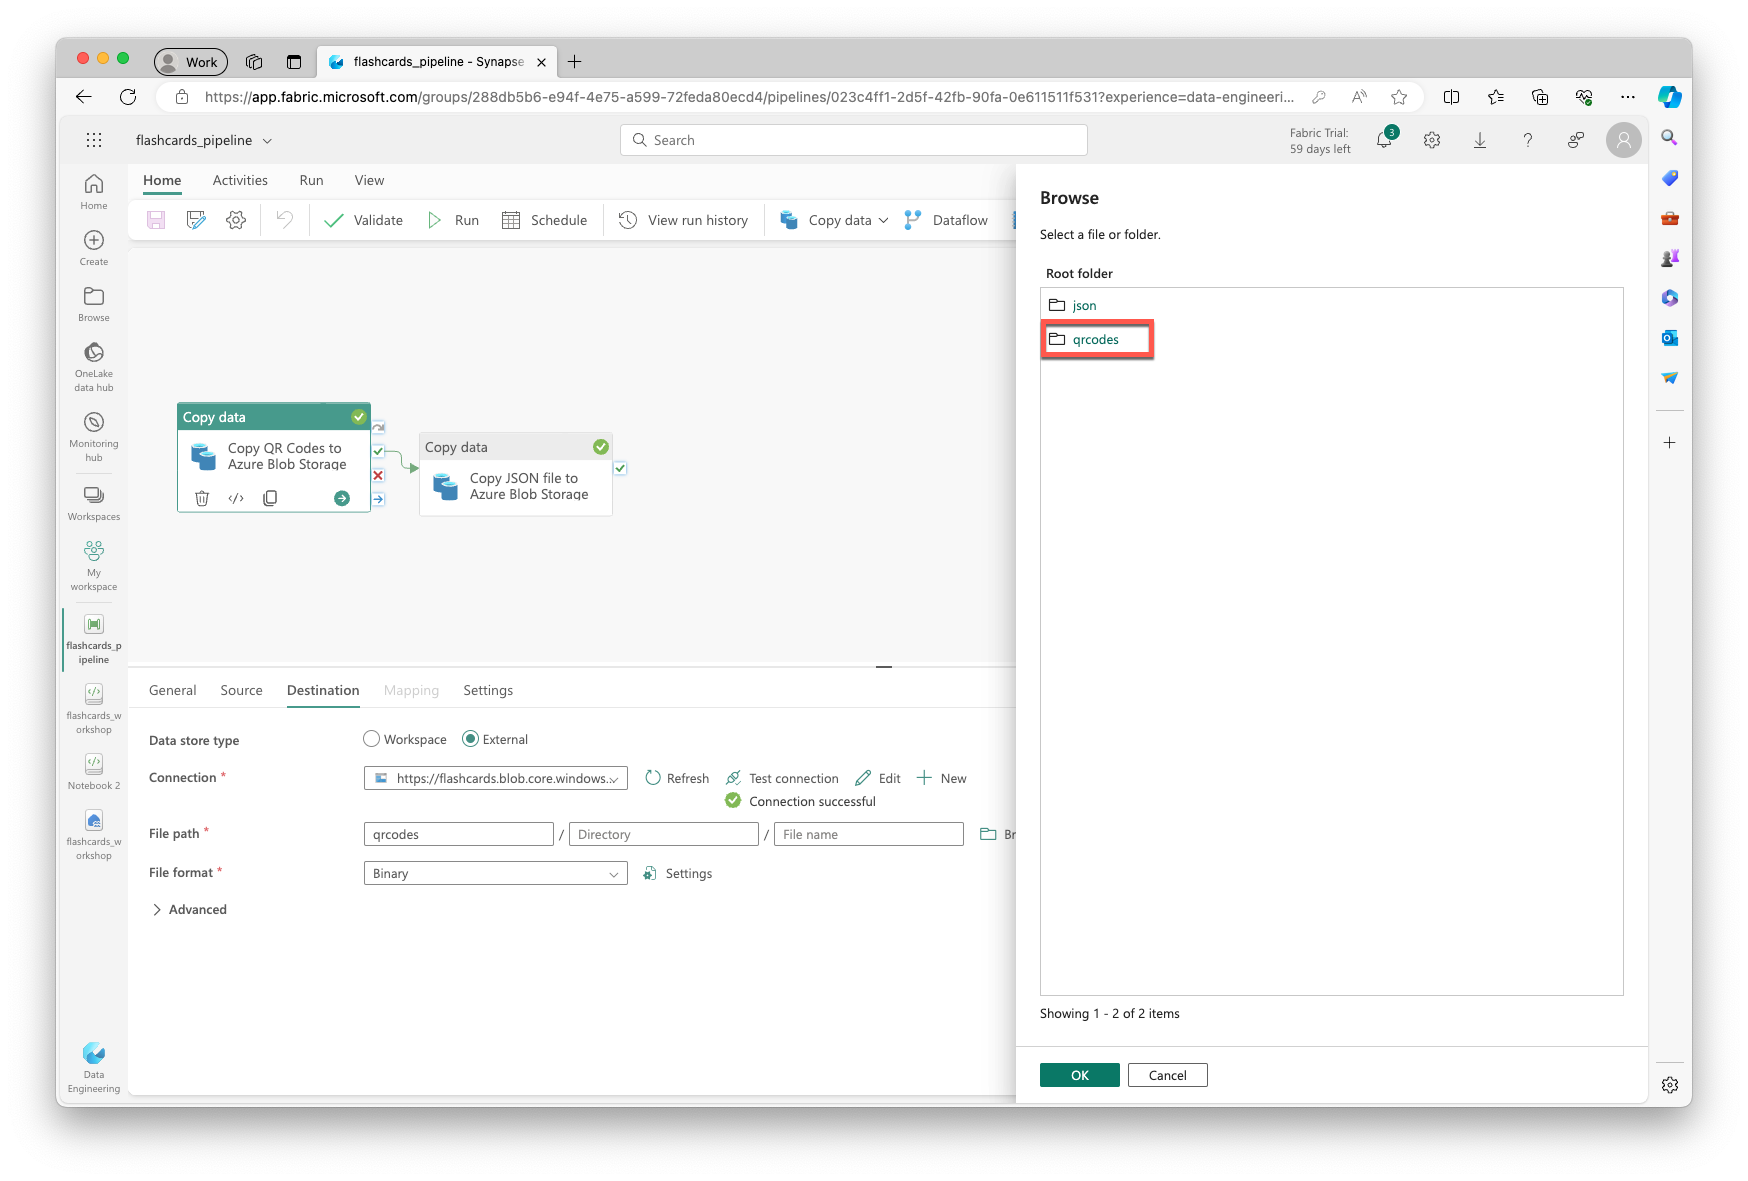 Work
flashcards_pipeline - Synapse
https://app.fabric.microsoft.com/groups/288db5b6-e94f-4e75-a599-72feda80ecd4/pipelines/023c4ff1-2d5f-42fb-90fa-0e611511f531?experience=data-engineeri...
flashcards_pipeline
Search
Fabric Trial:
59 days left
3
Home
Activities
Run
View
Validate
Run
Schedule
View run history
Copy data
Dataflow
Home
Create
Browse
OneLake
data hub
Monitoring
hub
Workspaces
My
workspace
flashcards_p
ipeline
flashcards_w
orkshop
Notebook 2
flashcards_w
orkshop
Data
Engineering
Copy data
Copy QR Codes to
Azure Blob Storage
Copy data
Copy JSON file to
Azure Blob Storage
General
Source
Destination
Mapping
Settings
Data store type
Workspace
External
Connection *
https://flashcards.blob.core.windows...
Refresh
Test connection
Edit
New
Connection successful
File path *
qrcodes
/
Directory
/
File name
Br
File format *
Binary
Settings
Advanced
Browse
Select a file or folder.
Root folder
json
qrcodes
Showing 1 - 2 of 2 items
OK
Cancel